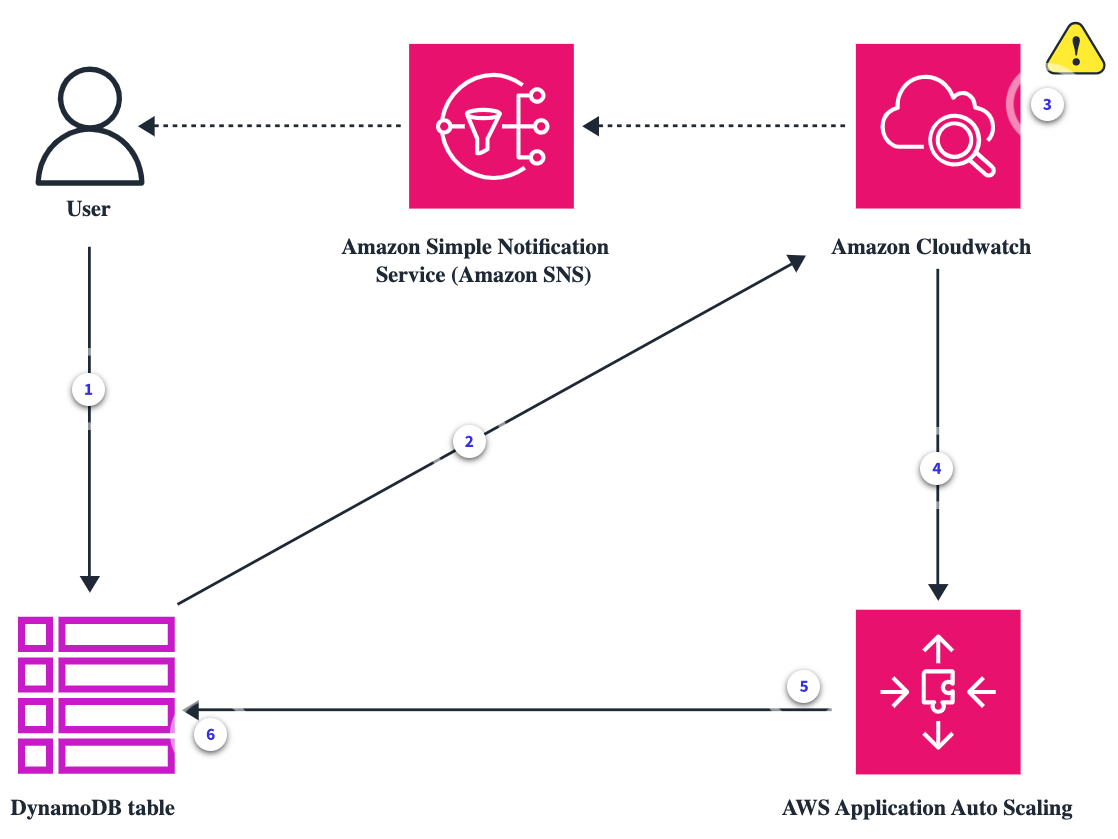 !
3
User
Amazon Simple Notification
Service (Amazon SNS)
Amazon Cloudwatch
1
2
4
5
6
DynamoDB table
AWS Application Auto Scaling